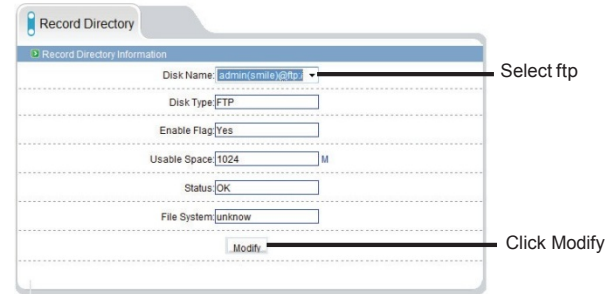 Record Directory
Record Directory Information
Disk Name: admin(smile)@ftp:/ Select ftp
Disk Type: FTP
Enable Flag: Yes
Usable Space: 1024 M
Status: OK
File System: unknow
Modify Click Modify